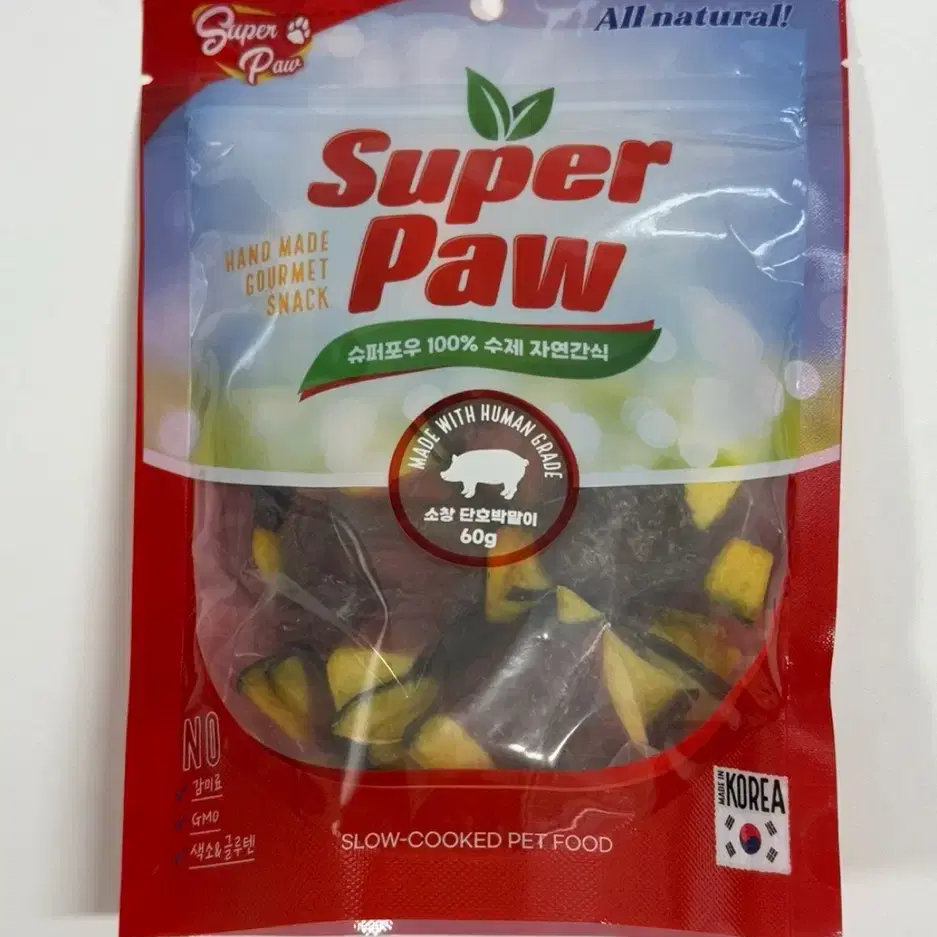 Super
Paw
All natural!
Super
Paw
HAND MADE
GOURMET
SNACK
슈퍼포우 100% 수제 자연간식
MADE WITH HUMAN GRADE
소창 단호박말이
60g
NO
감미료
GMO
색소&글루텐
SLOW-COOKED PET FOOD
MADE IN
KOREA